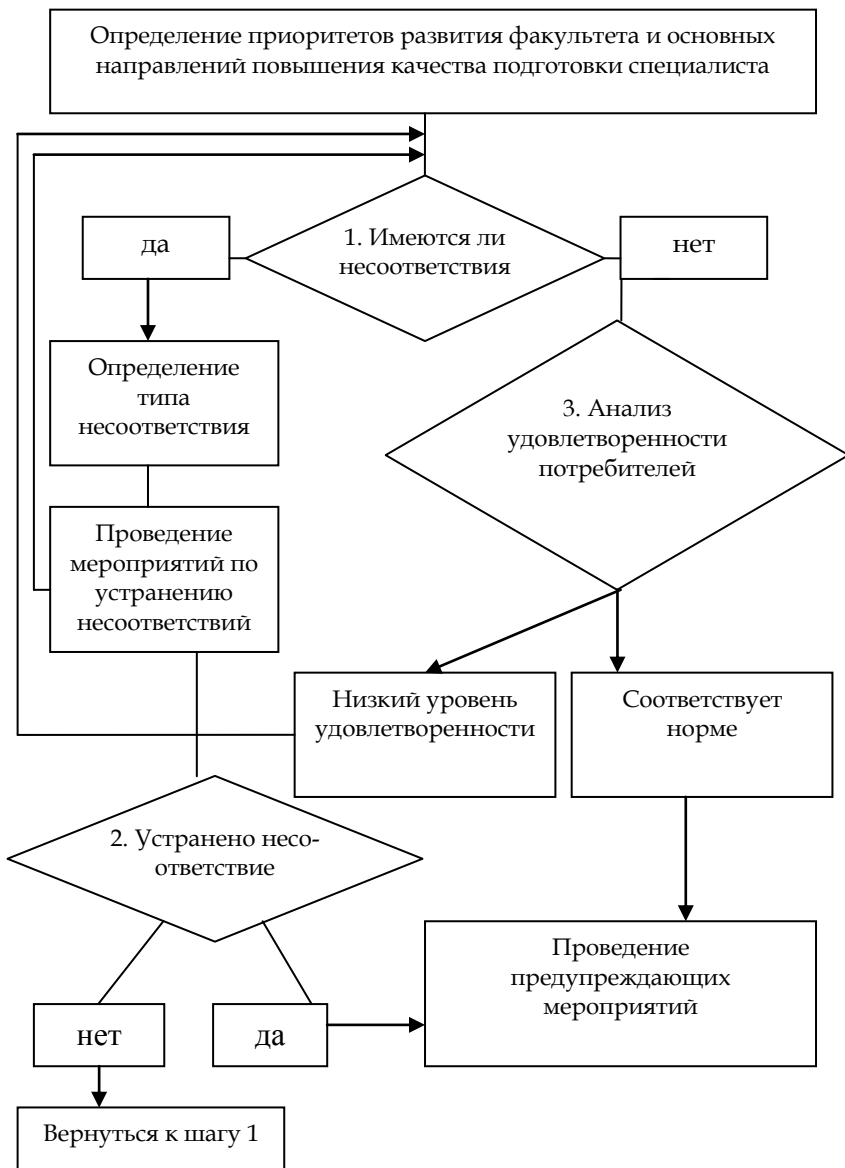 Определение приоритетов развития факультета и основных
направлений повышения качества подготовки специалиста
да
1. Имеются ли
несоответствия
нет
Определение
типа
несоответствия
3. Анализ
удовлетворенности
потребителей
Проведение
мероприятий по
устранению
несоответствий
Низкий уровень
удовлетворенности
Соответствует
норме
2. Устранено несо-
ответствие
Проведение
предупреждающих
мероприятий
нет
да
Вернуться к шагу 1